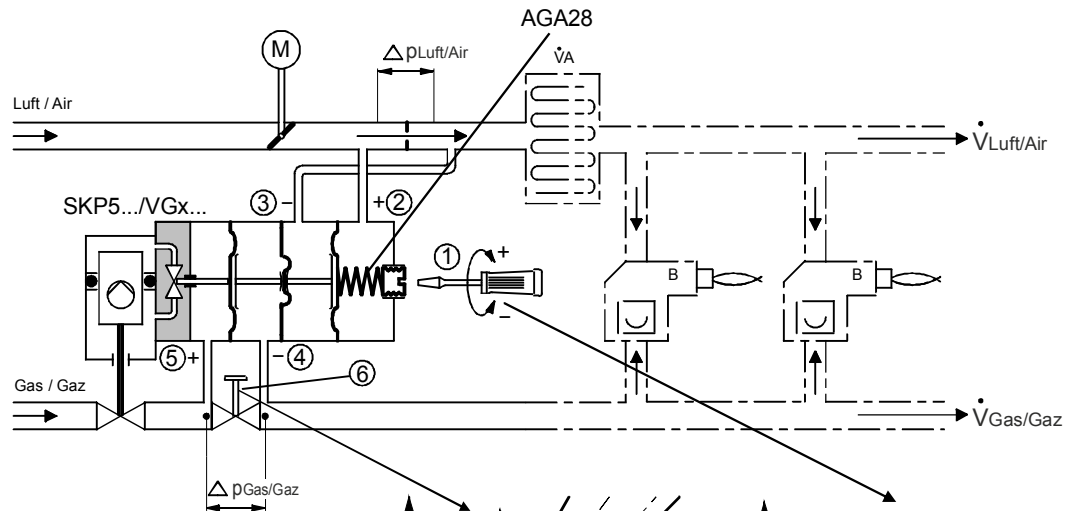 AGA28
M
△ pLuft/Air
V̇A
Luft / Air
V̇Luft/Air
SKP5.../VGx...
③ −
+ ②
① +
−
B
B
⑤ +
− ④
⑥
Gas / Gaz
V̇Gas/Gaz
△ pGas/Gaz